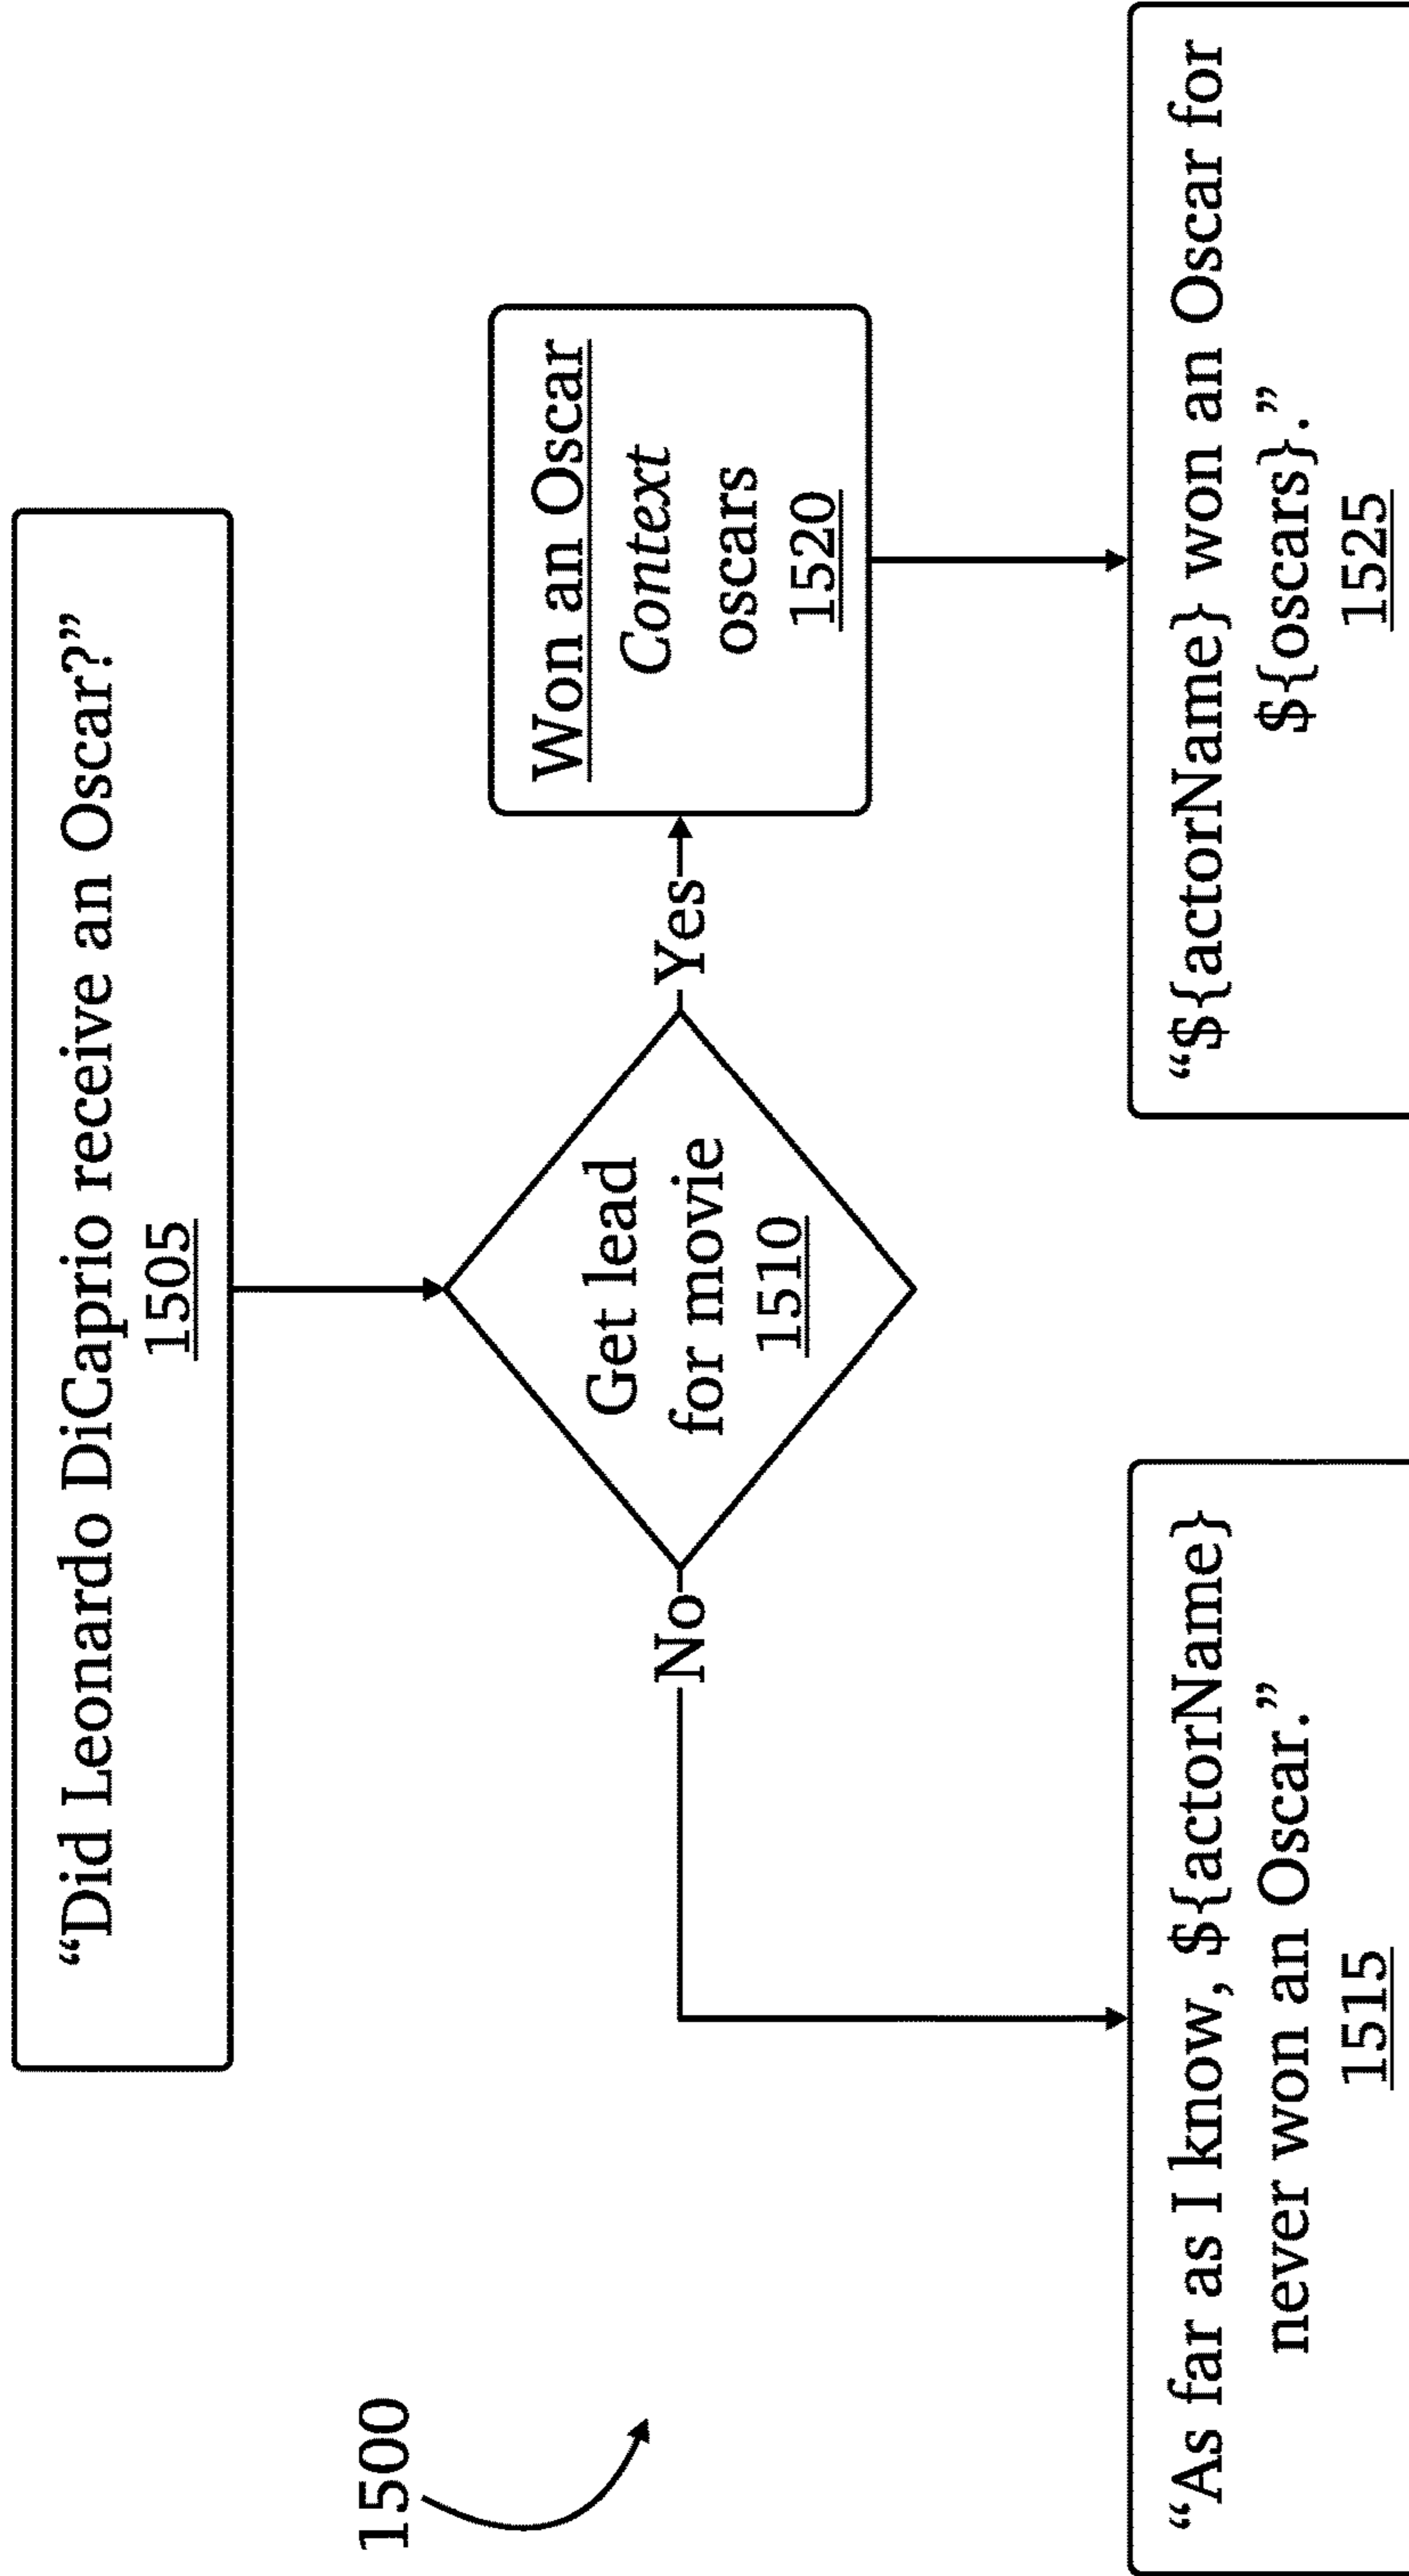 “Did Leonardo DiCaprio receive an Oscar?”
1505
1500
Get lead
for movie
1510
No
Yes
Won an Oscar
Context
oscars
1520
“As far as I know, ${actorName}
never won an Oscar.”
1515
“${actorName} won an Oscar for
${oscars}.”
1525